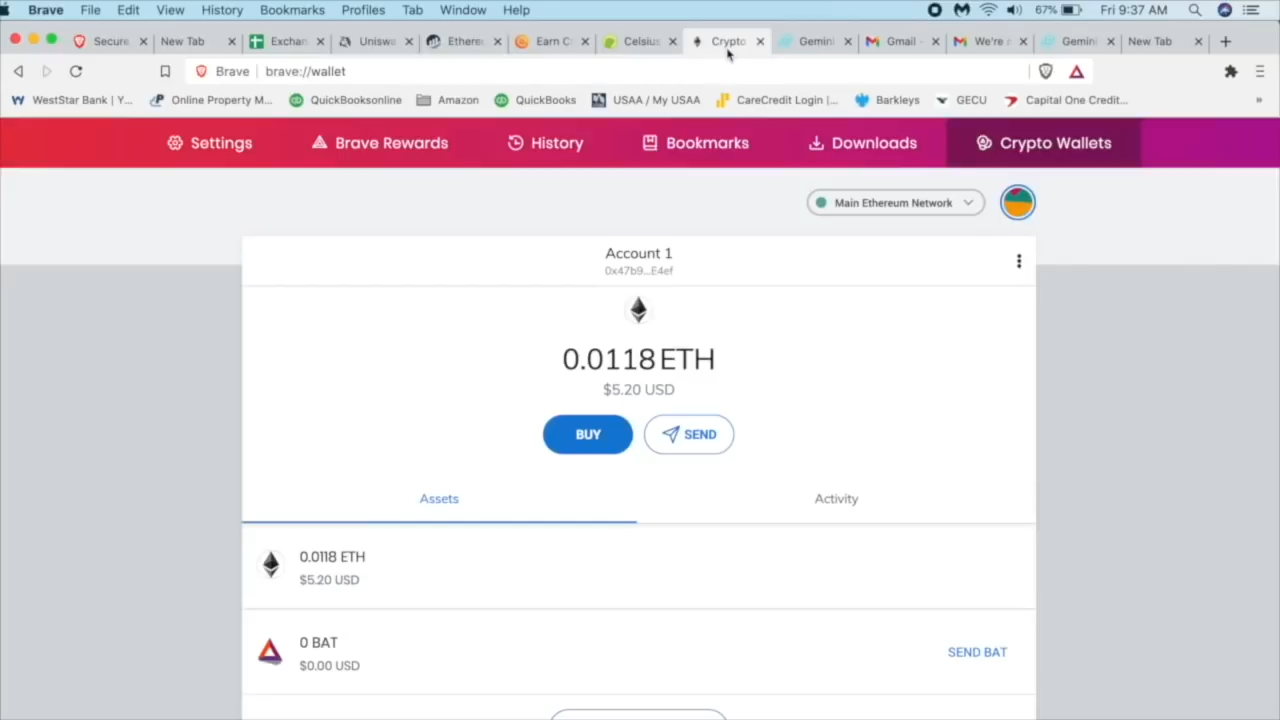 Brave File Edit View History Bookmarks Profiles Tab Window Help 67% Fri 9:37 AM
Secure New Tab Exchan Uniswa Ethere Earn C Celsius Crypto Gemini Gmail - We're n Gemini New Tab
Brave brave://wallet
WestStar Bank | Y... Online Property M... QuickBooksonline Amazon QuickBooks USAA / My USAA CareCredit Login |... Barkleys GECU Capital One Credit... »
Settings Brave Rewards History Bookmarks Downloads Crypto Wallets
Main Ethereum Network
Account 1
0x47b9...E4ef
0.0118 ETH
$5.20 USD
BUY SEND
Assets Activity
0.0118 ETH
$5.20 USD
0 BAT
$0.00 USD
SEND BAT